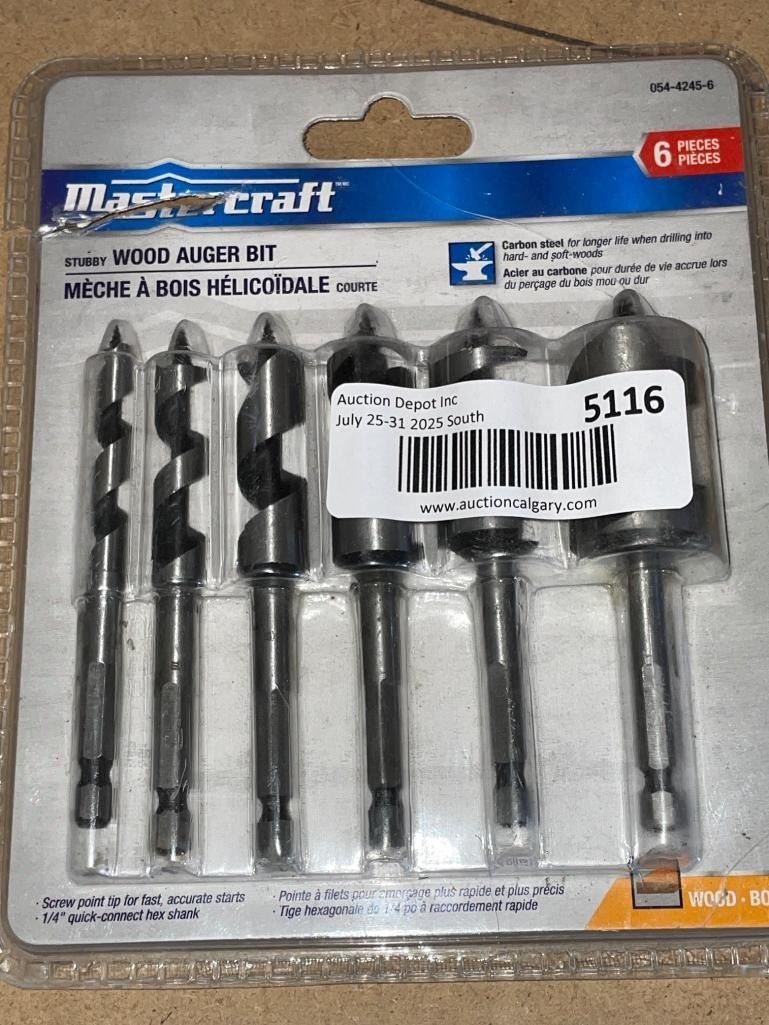 054-4245-6
6 PIECES
PIÈCES
Mastercraft
STUBBY WOOD AUGER BIT
MÈCHE À BOIS HÉLICOÏDALE COURTE
Carbon steel for longer life when drilling into
hard- and soft-woods
Acier au carbone pour durée de vie accrue lors
du perçage du bois mou ou dur
Auction Depot Inc
July 25-31 2025 South
5116
www.auctioncalgary.com
· Screw point tip for fast, accurate starts
· 1/4" quick-connect hex shank
· Pointe à filets pour amorçage plus rapide et plus précis
· Tige hexagonale de 1/4 po à raccordement rapide
WOOD · BO